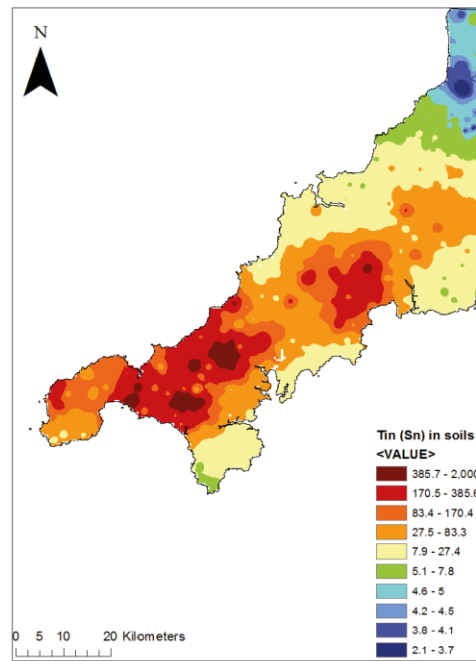 N
Tin (Sn) in soils
<VALUE>
385.7 - 2,000
170.5 - 385.6
83.4 - 170.4
27.5 - 83.3
7.9 - 27.4
5.1 - 7.8
4.6 - 5
4.2 - 4.5
3.8 - 4.1
2.1 - 3.7
0 5 10 20 Kilometers